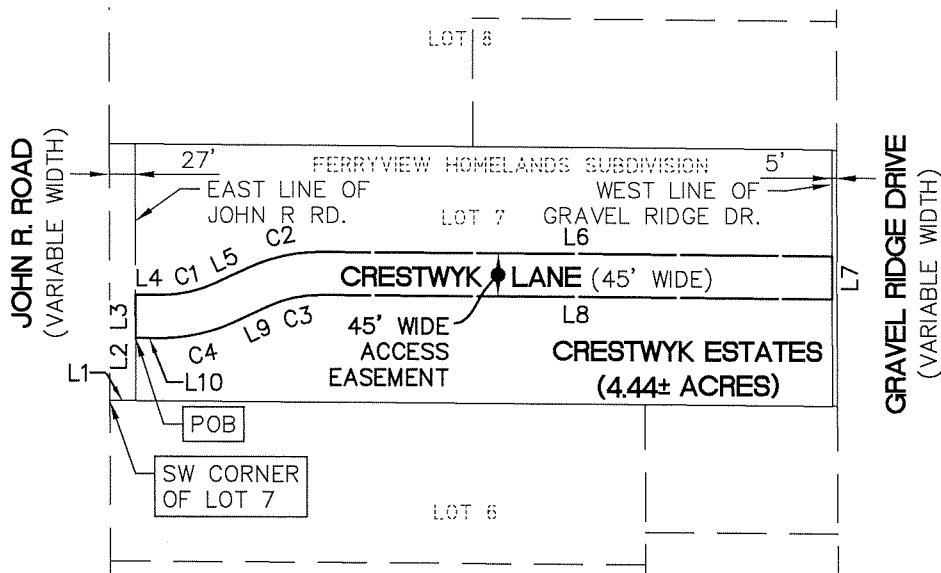 LOT 8
JOHN R. ROAD
(VARIABLE WIDTH)
27'
FERRYVIEW HOMELANDS SUBDIVISION
5'
EAST LINE OF
JOHN R RD.
WEST LINE OF
GRAVEL RIDGE DR.
LOT 7
GRAVEL RIDGE DRIVE
(VARIABLE WIDTH)
L4
C1
L5
C2
L6
CRESTWYK LANE (45' WIDE)
L7
L3
L2
L1
C4
L9
C3
L8
L10
45' WIDE
ACCESS
EASEMENT
CRESTWYK ESTATES
(4.44± ACRES)
POB
SW CORNER
OF LOT 7
LOT 6